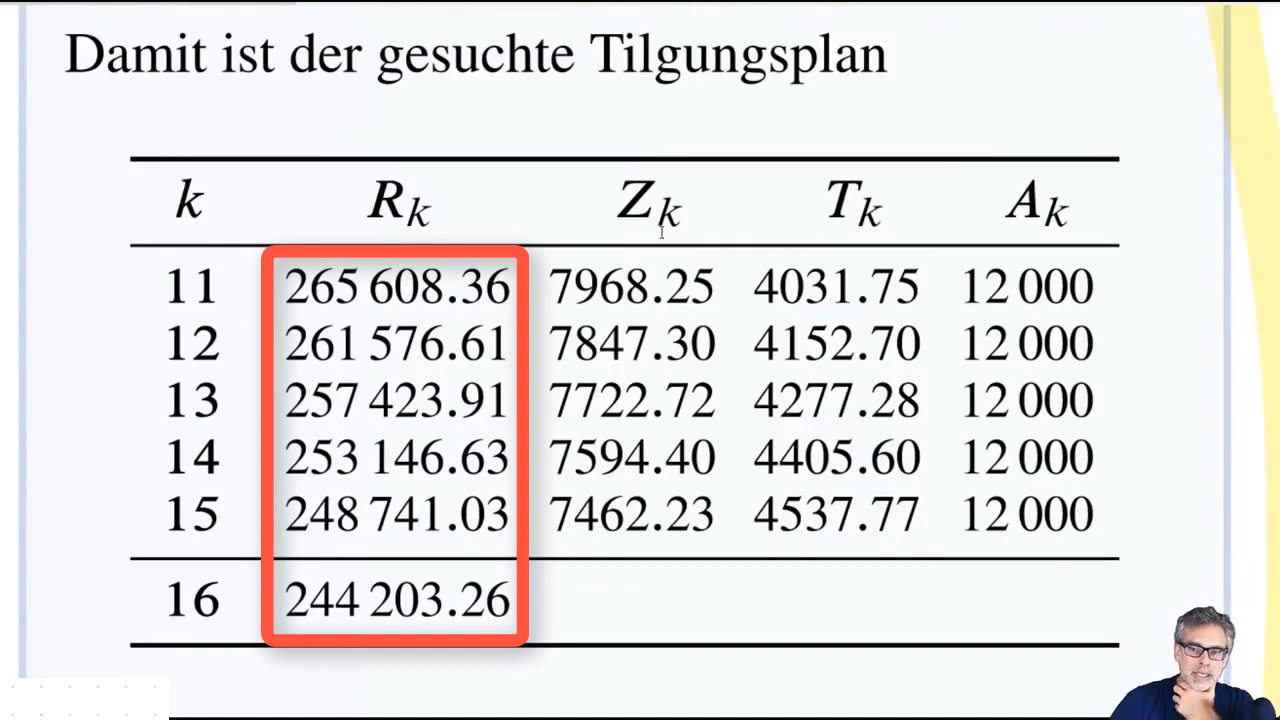 Damit ist der gesuchte Tilgungsplan
k R_k Z_k T_k A_k
11 265 608.36 7968.25 4031.75 12 000
12 261 576.61 7847.30 4152.70 12 000
13 257 423.91 7722.72 4277.28 12 000
14 253 146.63 7594.40 4405.60 12 000
15 248 741.03 7462.23 4537.77 12 000
16 244 203.26